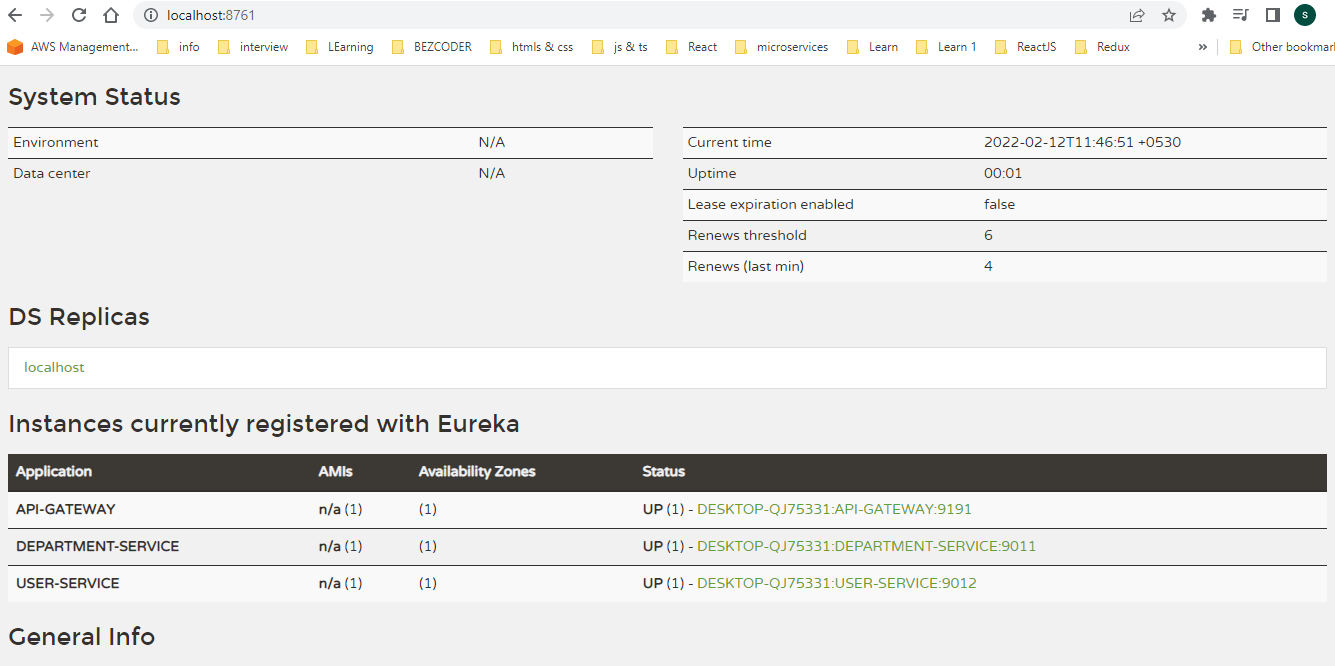 localhost:8761
S
AWS Management... info interview LEarning BEZCODER htmls & css js & ts React microservices Learn Learn 1 ReactJS Redux » Other bookmar
System Status
Environment N/A
Data center N/A
Current time 2022-02-12T11:46:51 +0530
Uptime 00:01
Lease expiration enabled false
Renews threshold 6
Renews (last min) 4
DS Replicas
localhost
Instances currently registered with Eureka
Application AMIs Availability Zones Status
API-GATEWAY n/a (1) (1) UP (1) - DESKTOP-QJ75331:API-GATEWAY:9191
DEPARTMENT-SERVICE n/a (1) (1) UP (1) - DESKTOP-QJ75331:DEPARTMENT-SERVICE:9011
USER-SERVICE n/a (1) (1) UP (1) - DESKTOP-QJ75331:USER-SERVICE:9012
General Info